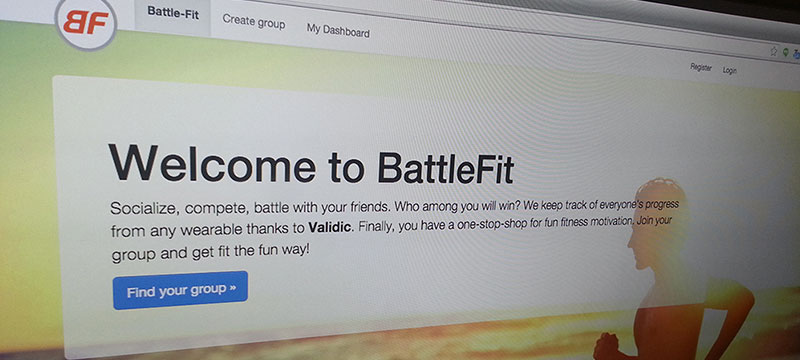 BF
Battle-Fit
Create group
My Dashboard
Register
Login
Welcome to BattleFit
Socialize, compete, battle with your friends. Who among you will win? We keep track of everyone's progress
from any wearable thanks to Validic. Finally, you have a one-stop-shop for fun fitness motivation. Join your
group and get fit the fun way!
Find your group »